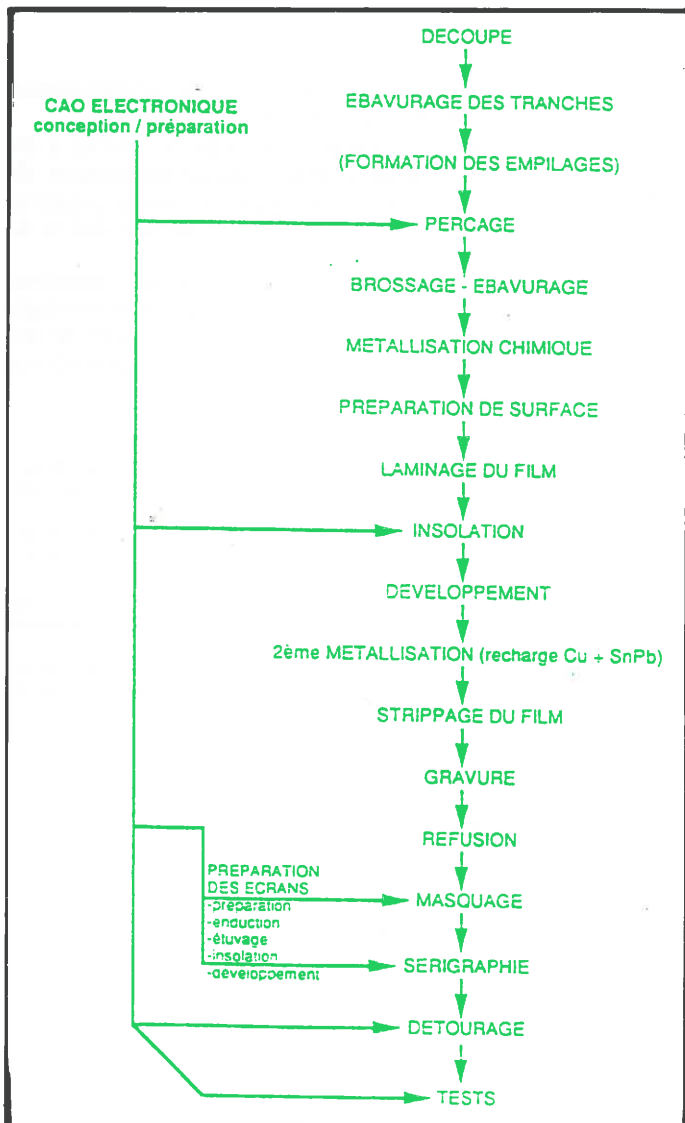 DECOUPE
CAO ELECTRONIQUE
conception / préparation
EBAVURAGE DES TRANCHES
(FORMATION DES EMPILAGES)
PERCAGE
BROSSAGE - EBAVURAGE
METALLISATION CHIMIQUE
PREPARATION DE SURFACE
LAMINAGE DU FILM
INSOLATION
DEVELOPPEMENT
2ème METALLISATION (recharge Cu + SnPb)
STRIPPAGE DU FILM
GRAVURE
REFUSION
PREPARATION
DES ECRANS
-préparation
-enduction
-étuvage
-insolation
-développement
MASQUAGE
SERIGRAPHIE
DETOURAGE
TESTS